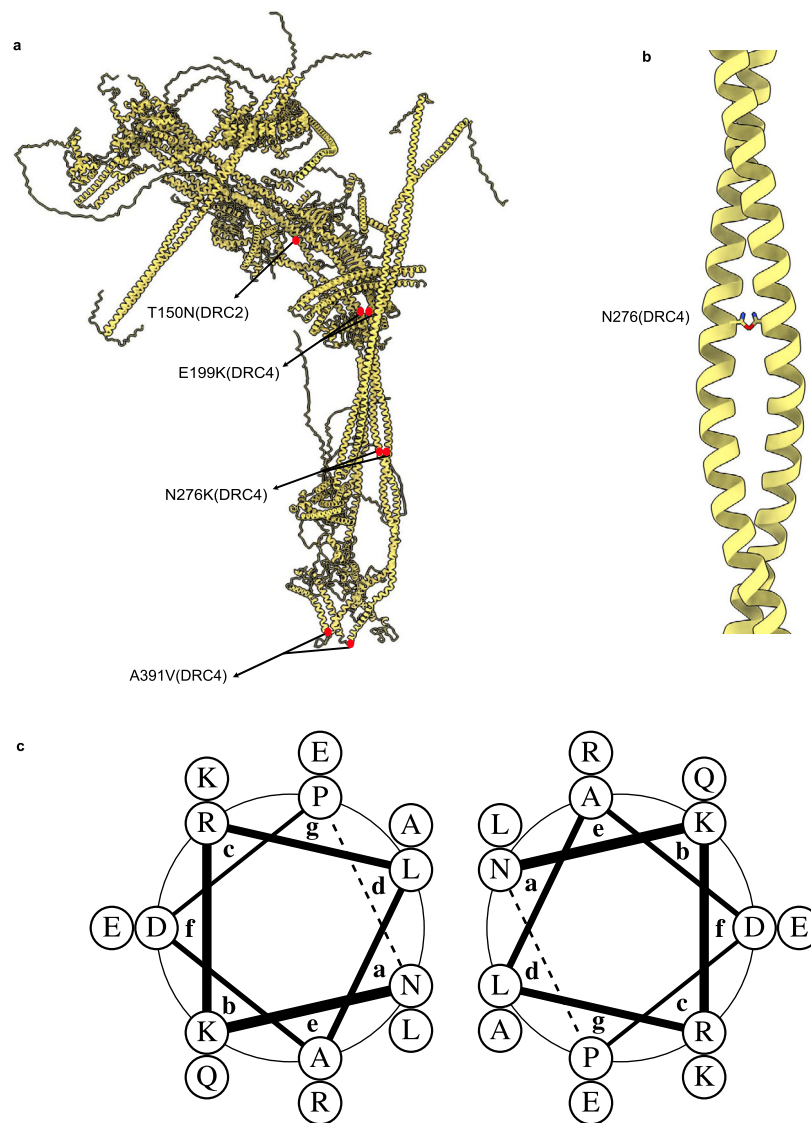 a
b
T150N(DRC2)
N276(DRC4)
E199K(DRC4)
N276K(DRC4)
A391V(DRC4)
c
E R
K P A Q
R g A L e K
c d L N a b
E D f f D E
b a N L d c
K e L A g R
Q A P K
R E